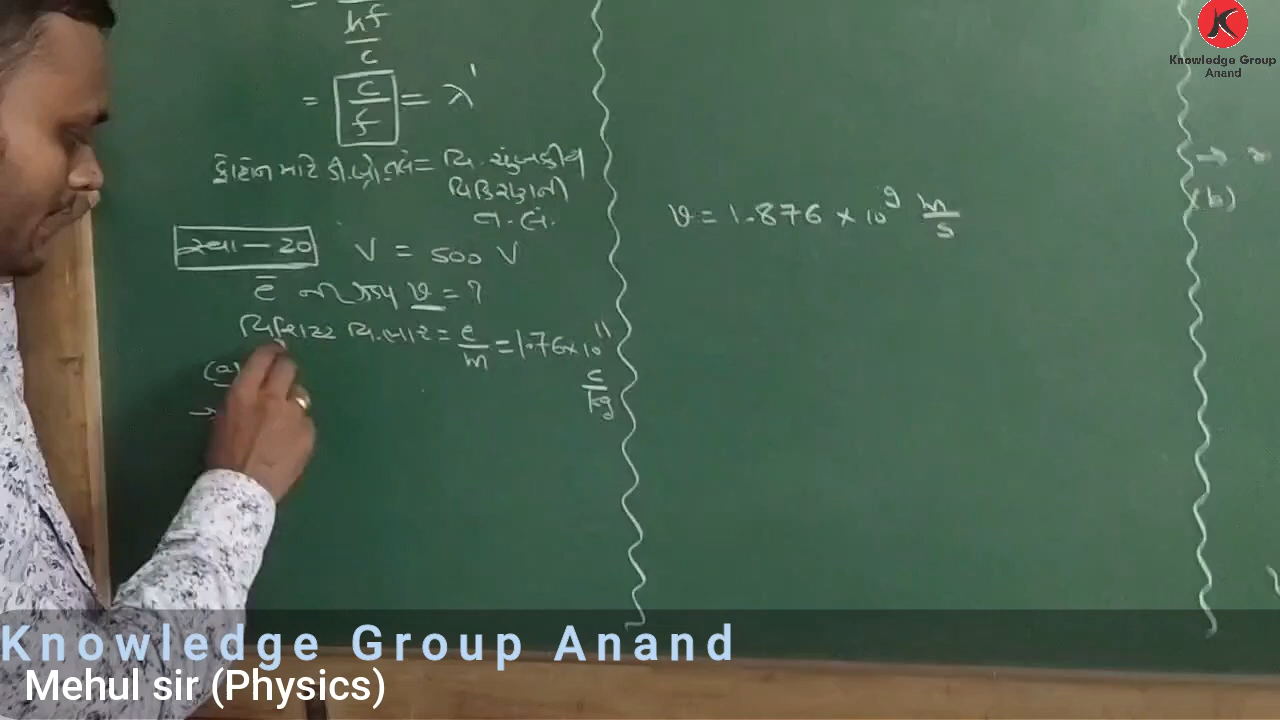 =
hf
c
= c/f = λ'
ફોટોન માટે ડી.બ્રો.તલં = વિ. ચુંબકીય
વિકિરણની
ત.લં.
સ્વા - 20 V = 500 V
e̅ ની ઝડપ v = ?
વિશિષ્ટ વિ.ભાર = e/m = 1.76×10¹¹
C/kg
(a)
→
v = 1.876 × 10⁹ m/s
→
(b)
K
Knowledge Group
Anand
Knowledge Group Anand
Mehul sir (Physics)